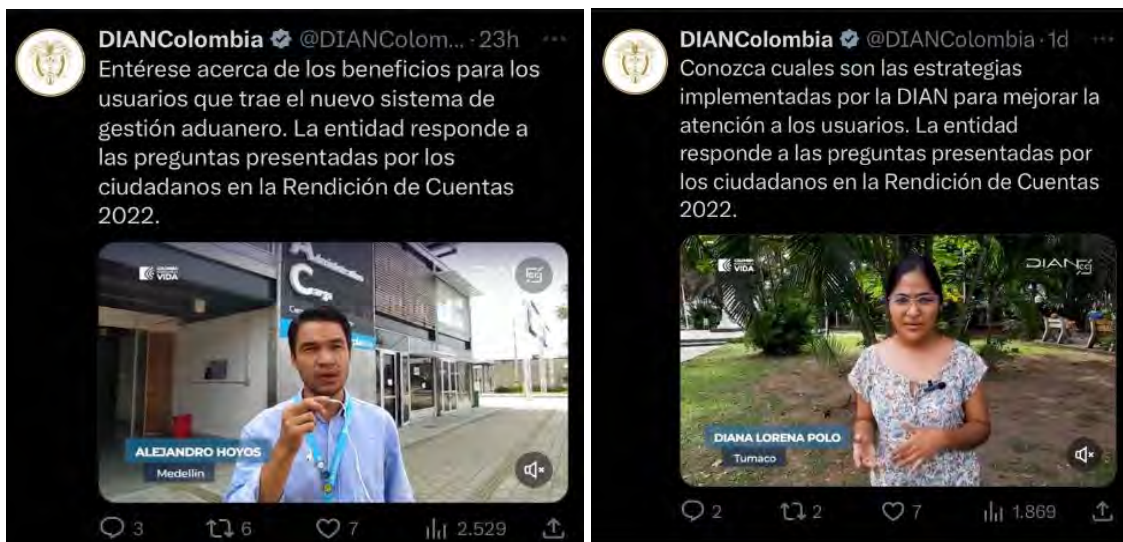 DIANColombia @DIANColom... · 23h
Entérese acerca de los beneficios para los
usuarios que trae el nuevo sistema de
gestión aduanero. La entidad responde a
las preguntas presentadas por los
ciudadanos en la Rendición de Cuentas
2022.
VIDA
A
C
ALEJANDRO HOYOS
Medellín
3 6 7 2.529
DIANColombia @DIANColombia · 1d
Conozca cuales son las estrategias
implementadas por la DIAN para mejorar la
atención a los usuarios. La entidad
responde a las preguntas presentadas por
los ciudadanos en la Rendición de Cuentas
2022.
VIDA
DIAN
DIANA LORENA POLO
Tumaco
2 2 7 1.869